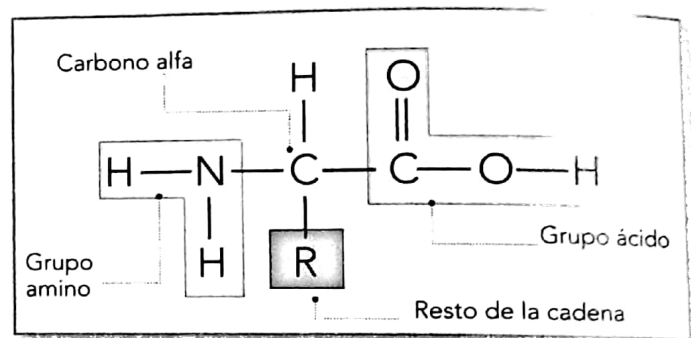 Carbono alfa
H O
H — N — C — C — O — H
H R
Grupo ácido
Grupo
amino
Resto de la cadena